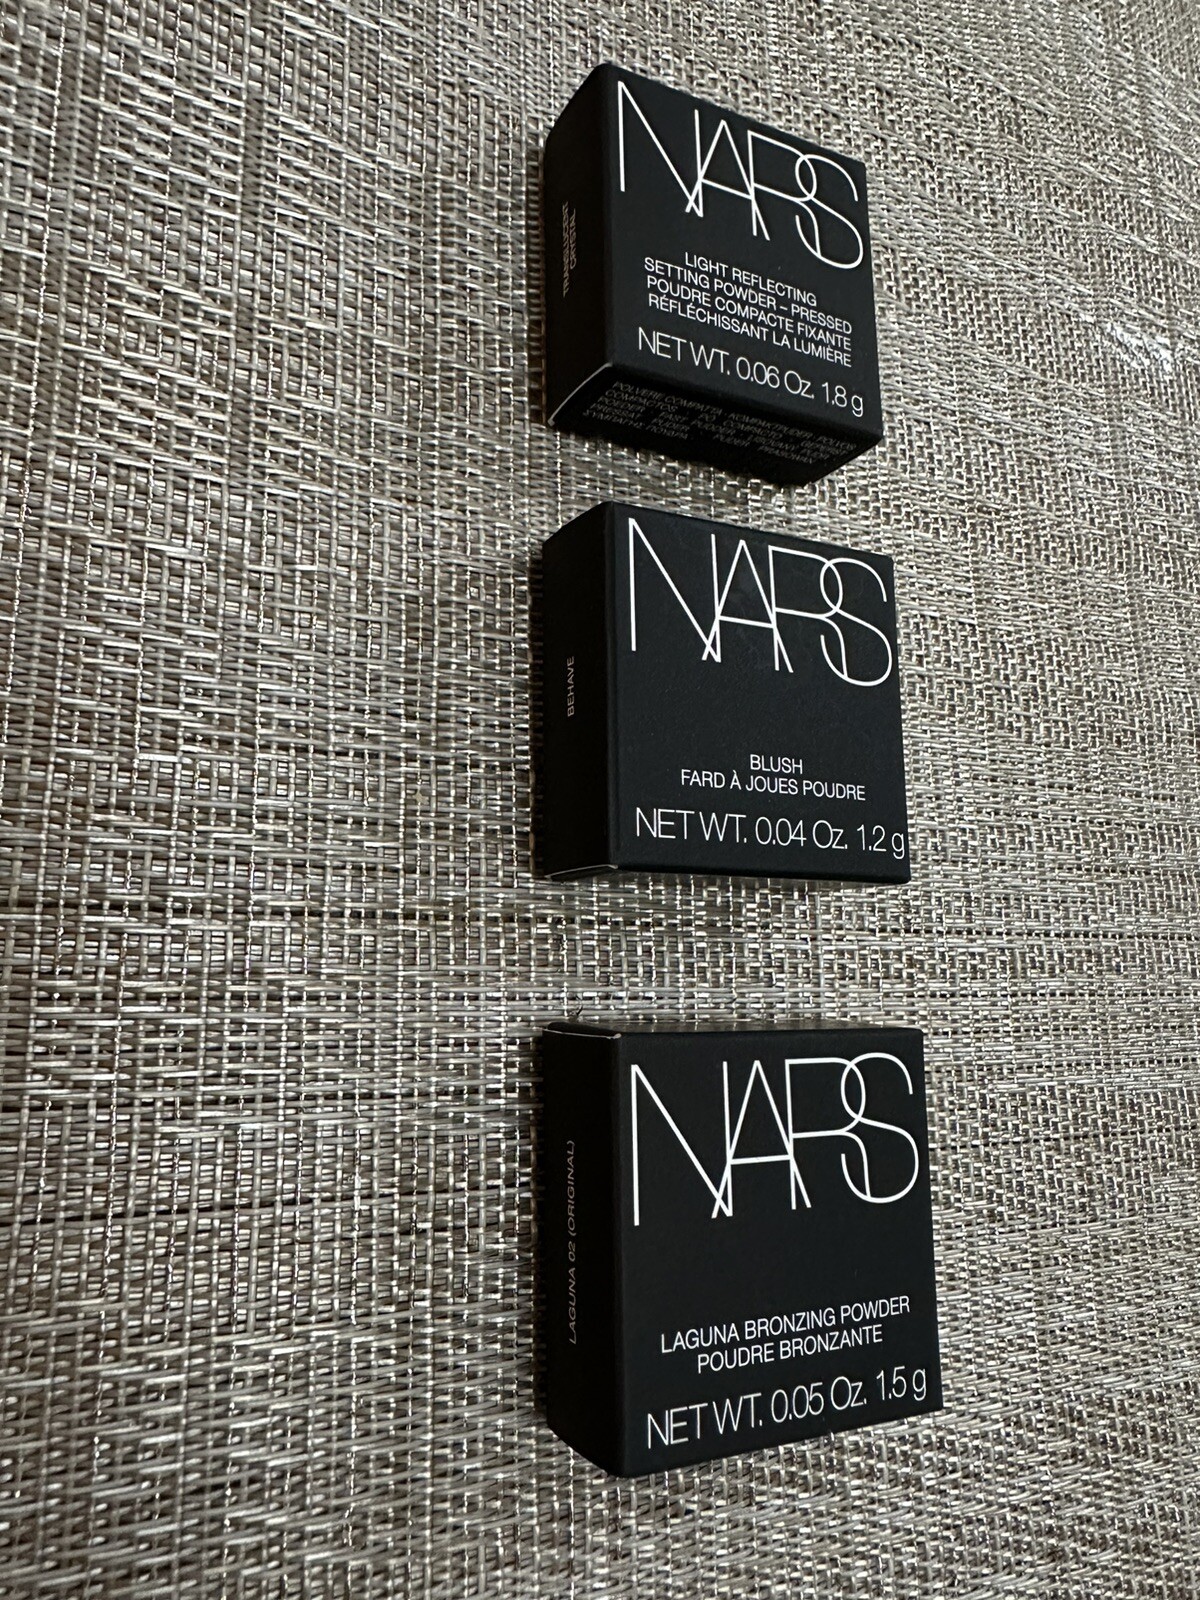 NARS
LIGHT REFLECTING
SETTING POWDER – PRESSED
POUDRE COMPACTE FIXANTE
RÉFLÉCHISSANT LA LUMIÈRE
NET WT. 0.06 Oz. 1.8 g
TRANSLUCENT
CRYSTAL
NARS
BLUSH
FARD À JOUES POUDRE
NET WT. 0.04 Oz. 1.2 g
BEHAVE
NARS
LAGUNA BRONZING POWDER
POUDRE BRONZANTE
NET WT. 0.05 Oz. 1.5 g
LAGUNA 02 (ORIGINAL)